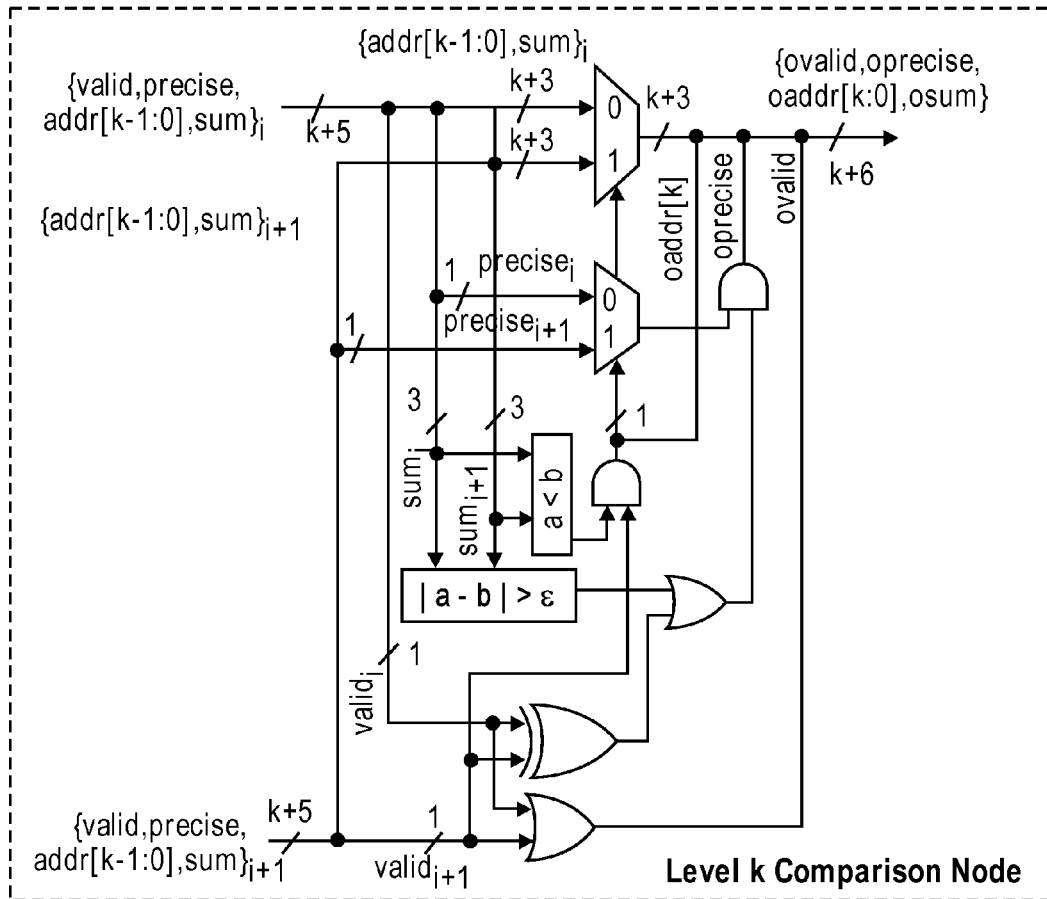 {addr[k-1:0],sum}i
{valid,precise,
addr[k-1:0],sum}i
k+5
k+3
k+3
0
1
k+3
{ovalid,oprecise,
oaddr[k:0],osum}
k+6
{addr[k-1:0],sum}i+1
oaddr[k]
oprecise
ovalid
1
precisei
0
precisei+1
1
1
3
3
1
sumi
sumi+1
a < b
| a - b | > ε
1
validi
k+5
{valid,precise,
addr[k-1:0],sum}i+1
1
validi+1
Level k Comparison Node